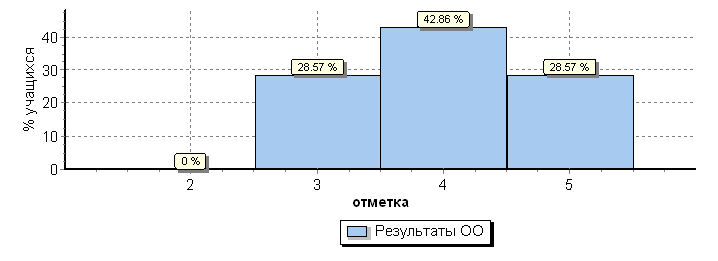 % учащихся
40
30
20
10
0
0 %
28.57 %
42.86 %
28.57 %
2 3 4 5
отметка
Результаты ОО